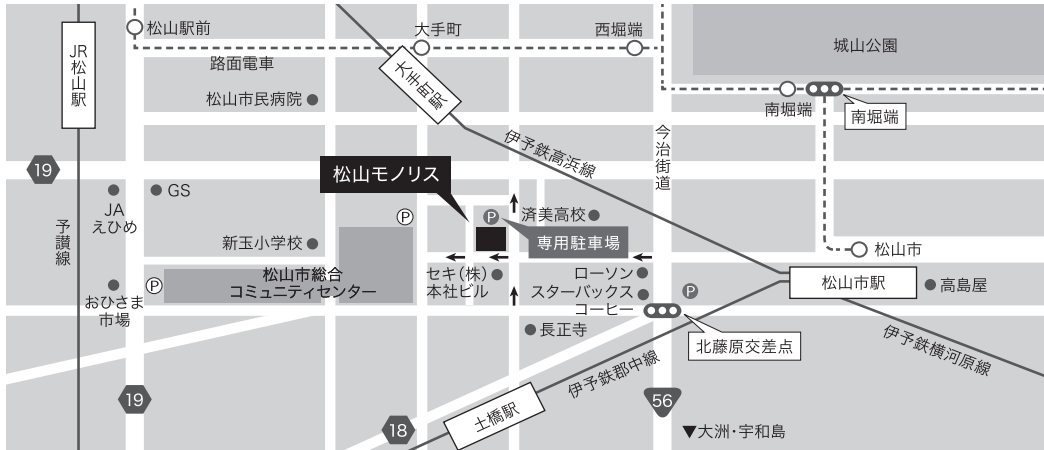 松山駅前
大手町
西堀端
城山公園
JR松山駅
路面電車
大手町駅
松山市民病院
南堀端
南堀端
伊予鉄高浜線
今治街道
19
松山モノリス
GS
JA
えひめ
P
P
済美高校
予讃線
新玉小学校
専用駐車場
松山市
松山市総合
コミュニティセンター
セキ(株)
本社ビル
ローソン
スターバックス
コーヒー
P
P
松山市駅
高島屋
おひさま
市場
長正寺
北藤原交差点
伊予鉄横河原線
伊予鉄郡中線
19
18
土橋駅
56
▼大洲・宇和島